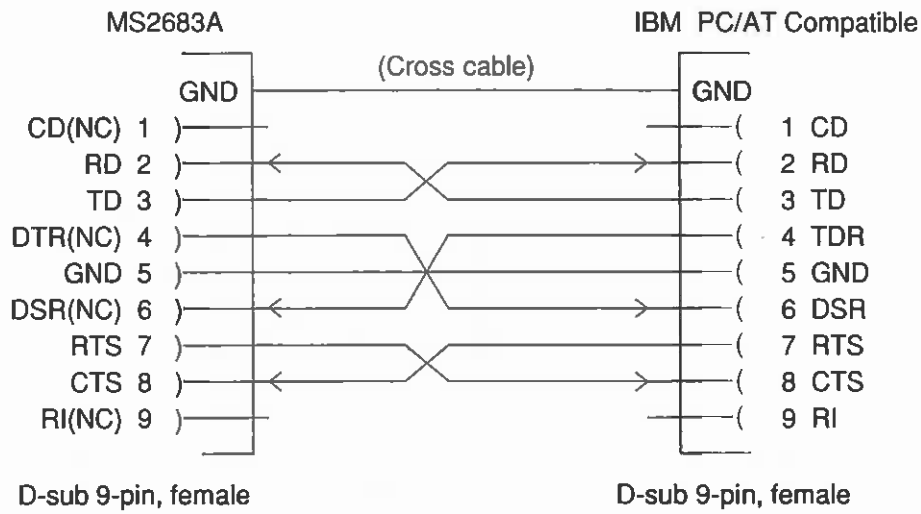 MS2683A IBM PC/AT Compatible
(Cross cable)
GND GND
CD(NC) 1 1 CD
RD 2 2 RD
TD 3 3 TD
DTR(NC) 4 4 TDR
GND 5 5 GND
DSR(NC) 6 6 DSR
RTS 7 7 RTS
CTS 8 8 CTS
RI(NC) 9 9 RI
D-sub 9-pin, female D-sub 9-pin, female